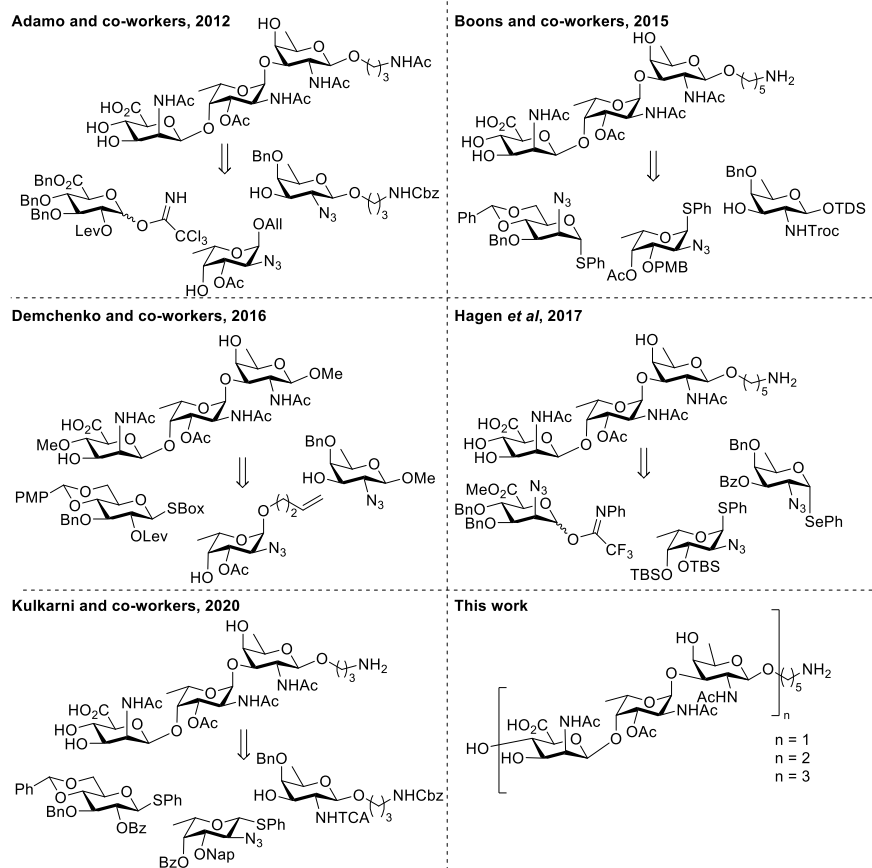 Adamo and co-workers, 2012
HO
O
O
NHAc
3
O
NHAc
O
NHAc
HO2C
NHAc
OAc
HO
O
O
HO
BnO
BnO2C
O
NH
O
O
NHCbz
BnO
HO
3
BnO
N3
LevO
O
CCl3
OAll
O
N3
OAc
HO
Boons and co-workers, 2015
HO
O
O
NH2
5
O
NHAc
O
NHAc
HO2C
NHAc
OAc
HO
O
O
HO
BnO
N3
SPh
O
Ph
O
O
O
HO
OTDS
O
N3
NHTroc
BnO
OPMB
SPh
AcO
Demchenko and co-workers, 2016
HO
O
OMe
O
NHAc
O
NHAc
HO2C
NHAc
OAc
MeO
O
O
HO
BnO
O
HO
OMe
N3
PMP
O
O
O
SBox
O
2
BnO
O
N3
OLev
OAc
HO
Hagen et al, 2017
HO
O
O
NH2
5
O
NHAc
O
NHAc
HO2C
NHAc
OAc
HO
O
O
HO
BnO
O
BzO
N3
SePh
MeO2C
N3
O
NPh
SPh
BnO
O
BnO
N3
O
CF3
OTBS
TBSO
Kulkarni and co-workers, 2020
HO
O
O
NH2
3
O
NHAc
O
NHAc
HO2C
NHAc
OAc
HO
O
O
HO
BnO
O
O
NHCbz
HO
3
NHTCA
Ph
O
O
O
SPh
BnO
O
SPh
OBz
N3
ONap
BzO
This work
HO
O
O
NH2
5
O
AcHN
O
n
HO2C
NHAc
NHAc
HO
O
OAc
O
HO
n = 1
n = 2
n = 3